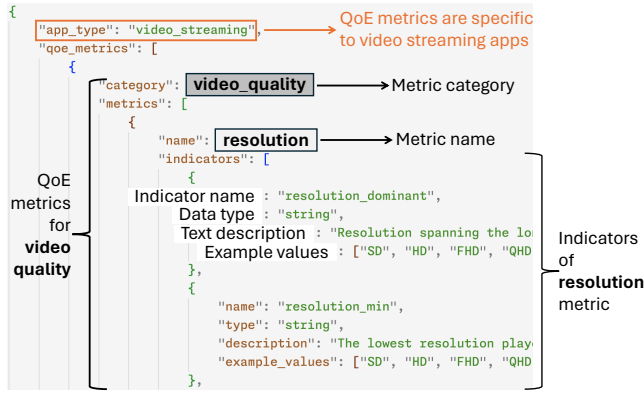 {
"app_type": "video_streaming",
QoE metrics are specific
to video streaming apps
"qoe_metrics": [
{
"category": video_quality
Metric category
"metrics": [
{
"name": resolution
Metric name
"indicators": [
{
Indicator name : "resolution_dominant",
Data type : "string",
Text description : "Resolution spanning the lo
Example values : ["SD", "HD", "FHD", "QHD
},
{
"name": "resolution_min",
"type": "string",
"description": "The lowest resolution playe
"example_values": ["SD", "HD", "FHD", "QHD
},
QoE
metrics
for
video
quality
Indicators
of
resolution
metric